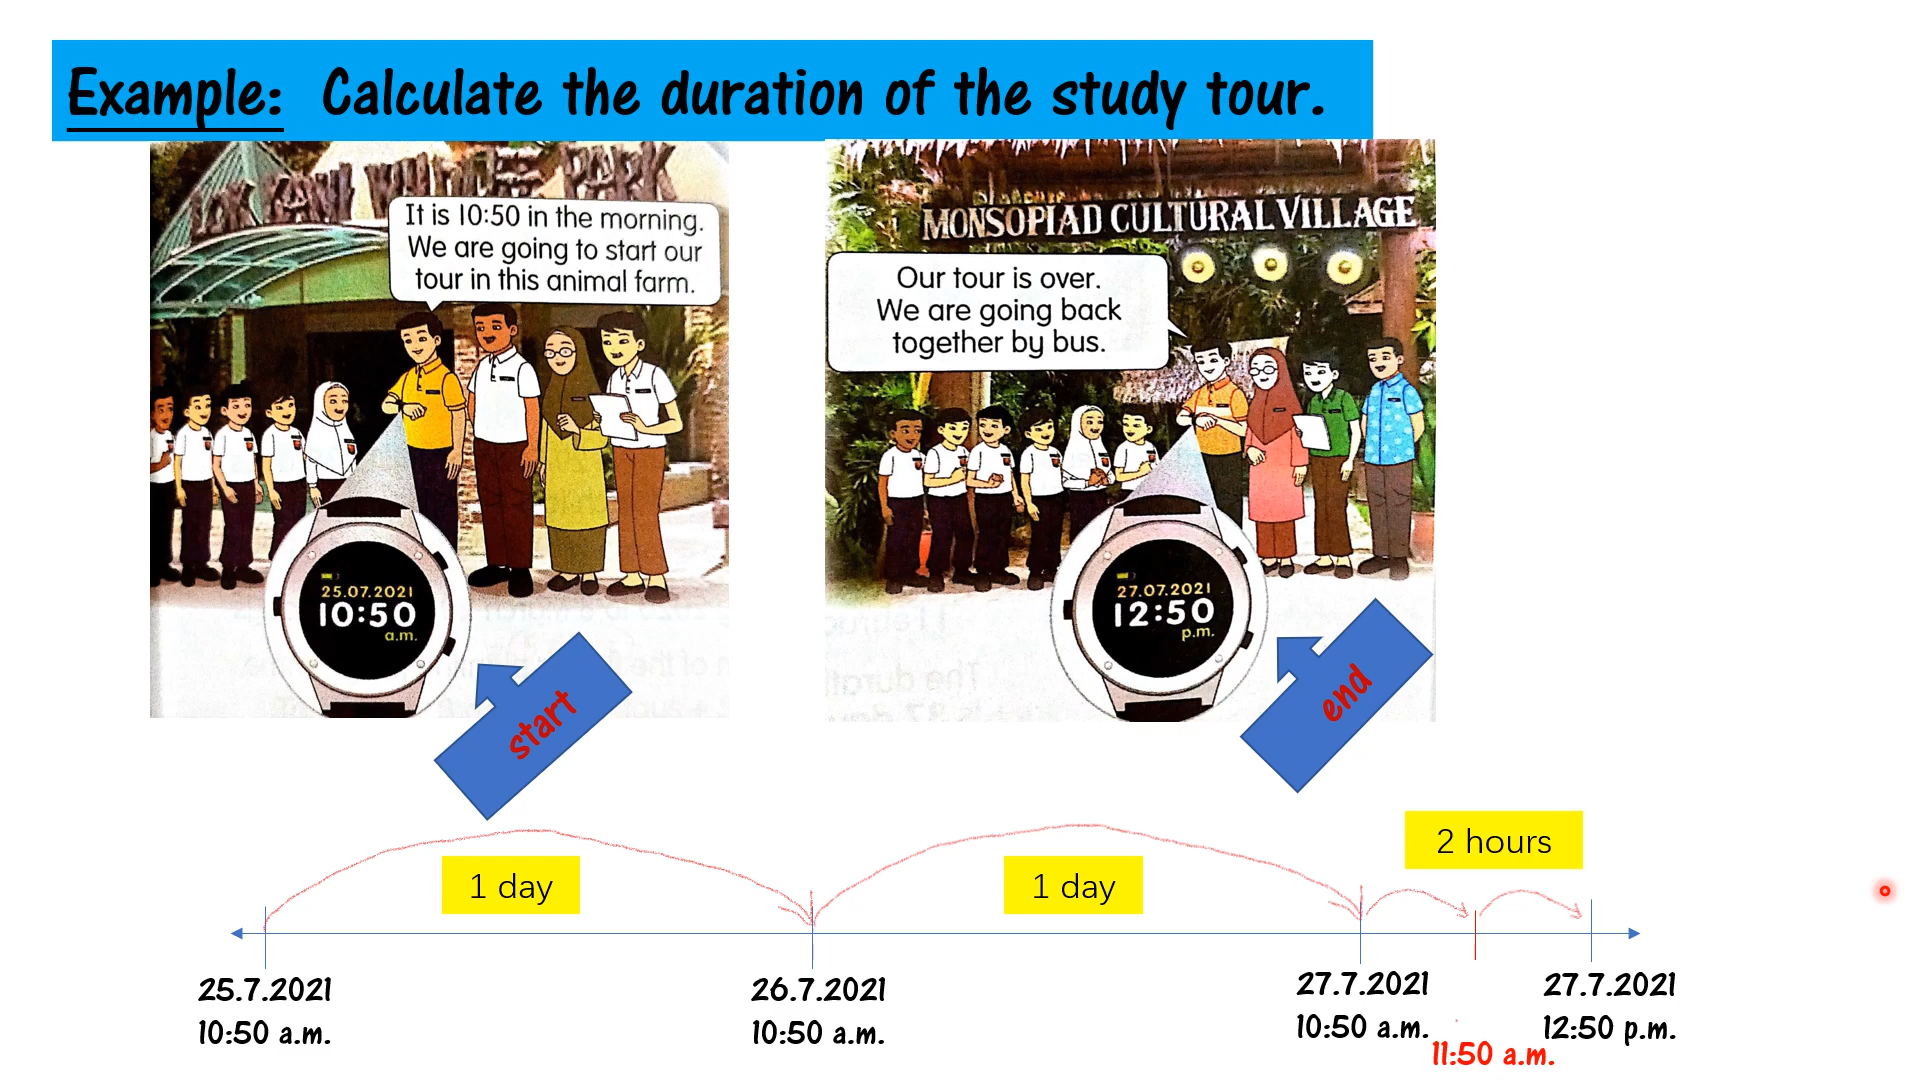 Example: Calculate the duration of the study tour.
It is 10:50 in the morning.
We are going to start our
tour in this animal farm.
MONSOPIAD CULTURAL VILLAGE
Our tour is over.
We are going back
together by bus.
25.07.2021
10:50
a.m.
27.07.2021
12:50
p.m.
start
end
1 day
1 day
2 hours
25.7.2021
10:50 a.m.
26.7.2021
10:50 a.m.
27.7.2021
10:50 a.m.
11:50 a.m.
27.7.2021
12:50 p.m.